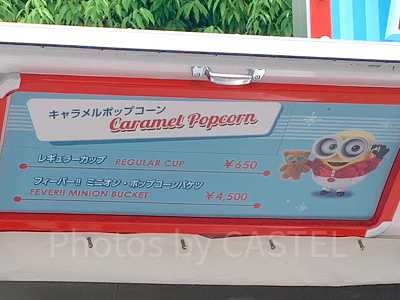 キャラメルポップコーン
Caramel Popcorn
レギュラーカップ REGULAR CUP ¥650
フィーバー!! ミニオン・ポップコーンバケツ
FEVER!! MINION BUCKET ¥4,500
Photos by CASTEL